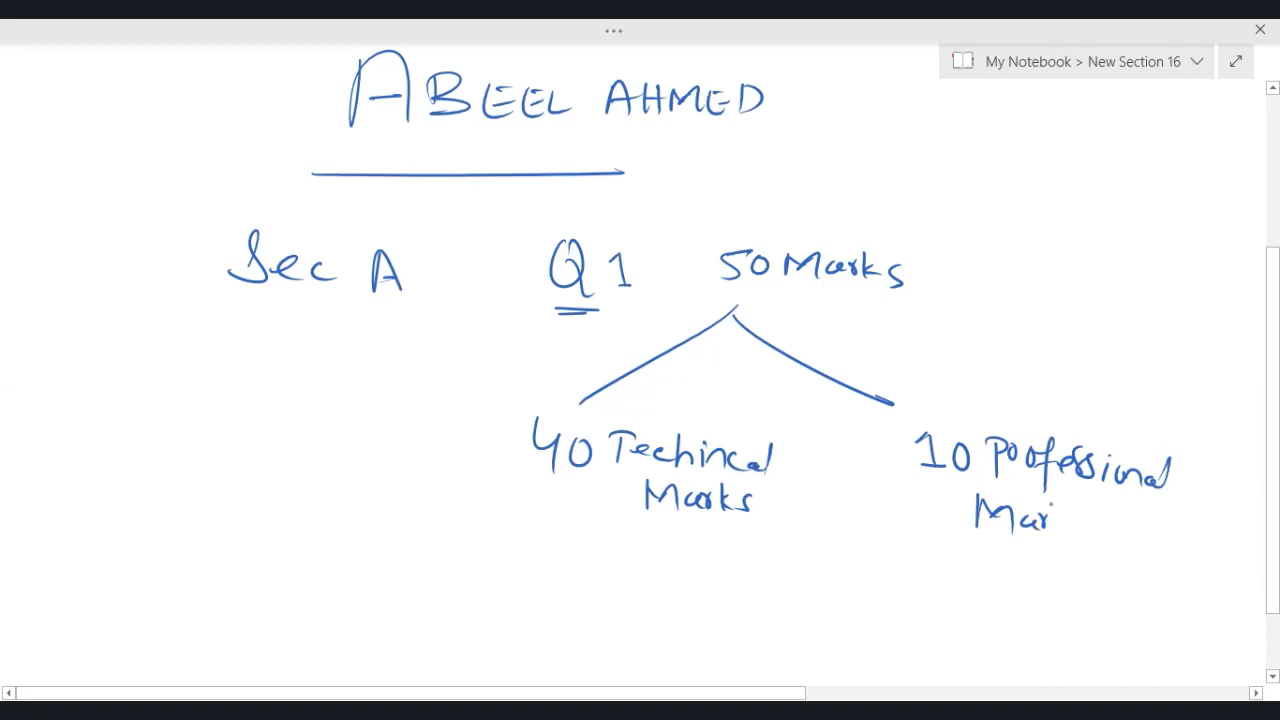 ...
My Notebook > New Section 16
ABEEL AHMED
Sec A Q1 50 Marks
40 Techincal
Marks
10 Professional
Mar